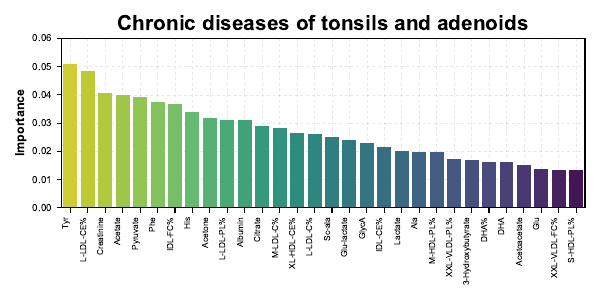 Chronic diseases of tonsils and adenoids
Importance
0.06
0.05
0.04
0.03
0.02
0.01
0.00
Tyr
L-LDL-CE%
Creatinine
Acetate
Pyruvate
Phe
IDL-FC%
His
Acetone
L-LDL-PL%
Albumin
Citrate
M-LDL-C%
XL-HDL-CE%
L-LDL-C%
Sc-ala
Glu-lactate
GlycA
IDL-CE%
Lactate
Ala
M-HDL-PL%
XXL-VLDL-PL%
3-Hydroxybutyrate
DHA%
DHA
Acetoacetate
Glu
XXL-VLDL-FC%
S-HDL-PL%